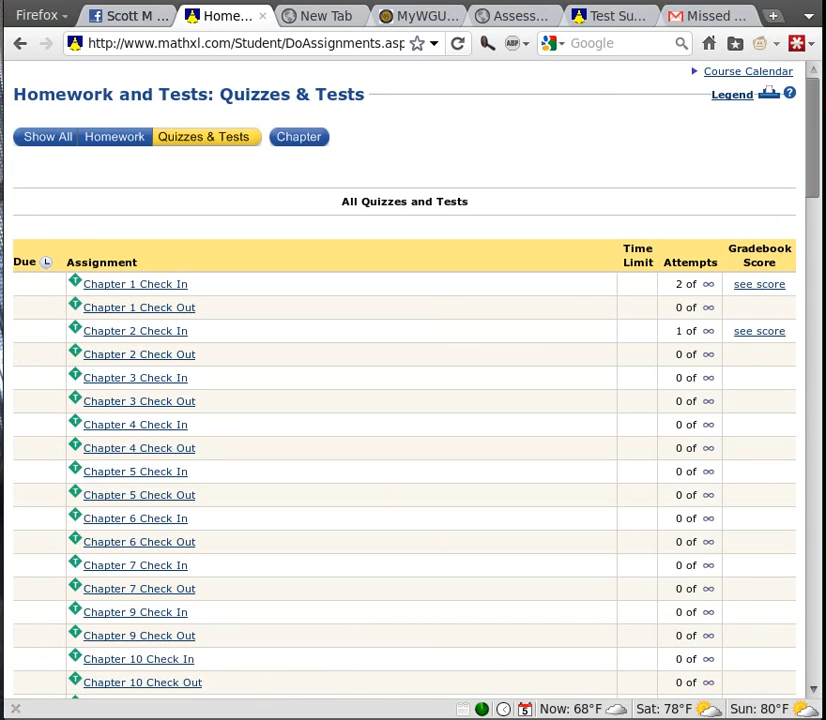 Firefox
Scott M ...
Home...
New Tab
MyWGU...
Assess...
Test Su...
Missed ...
http://www.mathxl.com/Student/DoAssignments.asp
ABP
Google
Course Calendar
Homework and Tests: Quizzes & Tests
Legend
Show All Homework Quizzes & Tests Chapter
All Quizzes and Tests
Due Assignment Time Limit Attempts Gradebook Score
Chapter 1 Check In 2 of ∞ see score
Chapter 1 Check Out 0 of ∞
Chapter 2 Check In 1 of ∞ see score
Chapter 2 Check Out 0 of ∞
Chapter 3 Check In 0 of ∞
Chapter 3 Check Out 0 of ∞
Chapter 4 Check In 0 of ∞
Chapter 4 Check Out 0 of ∞
Chapter 5 Check In 0 of ∞
Chapter 5 Check Out 0 of ∞
Chapter 6 Check In 0 of ∞
Chapter 6 Check Out 0 of ∞
Chapter 7 Check In 0 of ∞
Chapter 7 Check Out 0 of ∞
Chapter 9 Check In 0 of ∞
Chapter 9 Check Out 0 of ∞
Chapter 10 Check In 0 of ∞
Chapter 10 Check Out 0 of ∞
5 Now: 68°F Sat: 78°F Sun: 80°F